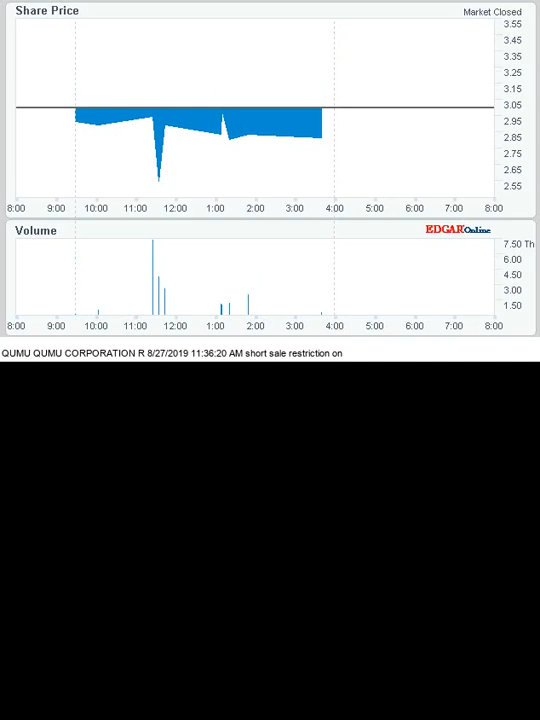 Share Price
Market Closed
3.55
3.45
3.35
3.25
3.15
3.05
2.95
2.85
2.75
2.65
2.55
8:00 9:00 10:00 11:00 12:00 1:00 2:00 3:00 4:00 5:00 6:00 7:00 8:00
Volume
EDGAR Online
7.50 Th
6.00
4.50
3.00
1.50
8:00 9:00 10:00 11:00 12:00 1:00 2:00 3:00 4:00 5:00 6:00 7:00 8:00
QUMU QUMU CORPORATION R 8/27/2019 11:36:20 AM short sale restriction on